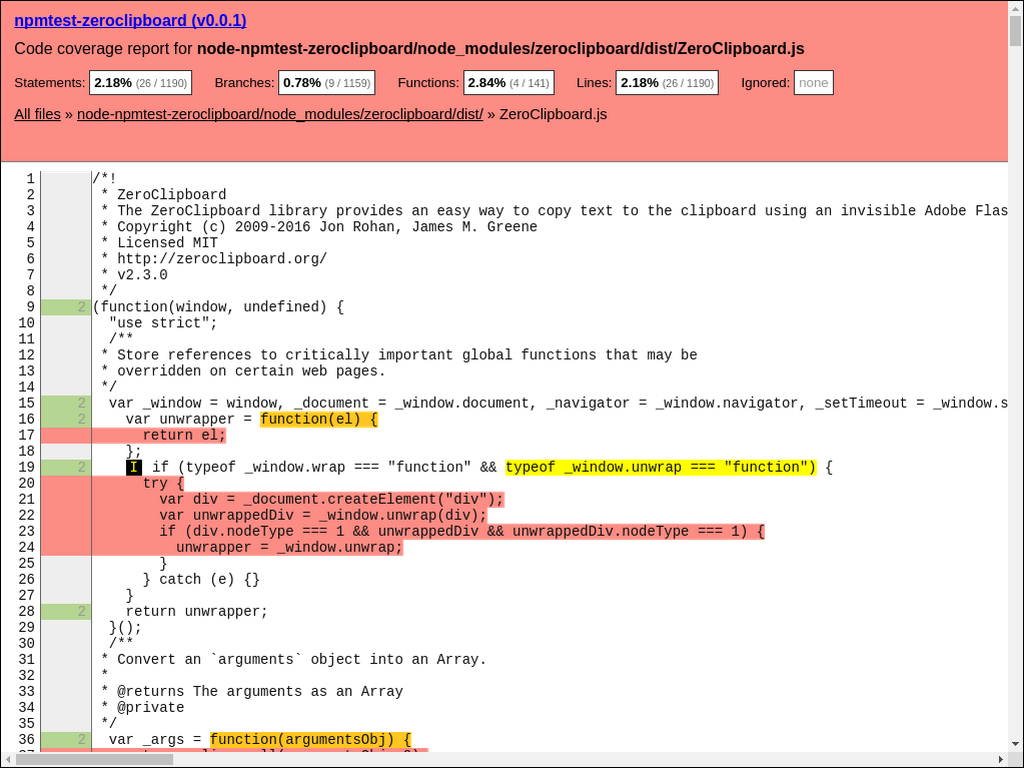 npmtest-zeroclipboard (v0.0.1)
Code coverage report for node-npmtest-zeroclipboard/node_modules/zeroclipboard/dist/ZeroClipboard.js
Statements: 2.18% (26 / 1190) Branches: 0.78% (9 / 1159) Functions: 2.84% (4 / 141) Lines: 2.18% (26 / 1190) Ignored: none
All files » node-npmtest-zeroclipboard/node_modules/zeroclipboard/dist/ » ZeroClipboard.js
1 /*!
2  * ZeroClipboard
3  * The ZeroClipboard library provides an easy way to copy text to the clipboard using an invisible Adobe Flas
4  * Copyright (c) 2009-2016 Jon Rohan, James M. Greene
5  * Licensed MIT
6  * http://zeroclipboard.org/
7  * v2.3.0
8  */
9 2 (function(window, undefined) {
10   "use strict";
11   /**
12  * Store references to critically important global functions that may be
13  * overridden on certain web pages.
14  */
15 2   var _window = window, _document = _window.document, _navigator = _window.navigator, _setTimeout = _window.s
16 2     var unwrapper = function(el) {
17       return el;
18     };
19 2     I if (typeof _window.wrap === "function" && typeof _window.unwrap === "function") {
20       try {
21         var div = _document.createElement("div");
22         var unwrappedDiv = _window.unwrap(div);
23         if (div.nodeType === 1 && unwrappedDiv && unwrappedDiv.nodeType === 1) {
24           unwrapper = _window.unwrap;
25         }
26       } catch (e) {}
27     }
28 2     return unwrapper;
29   }();
30   /**
31  * Convert an `arguments` object into an Array.
32  *
33  * @returns The arguments as an Array
34  * @private
35  */
36 2   var _args = function(argumentsObj) {